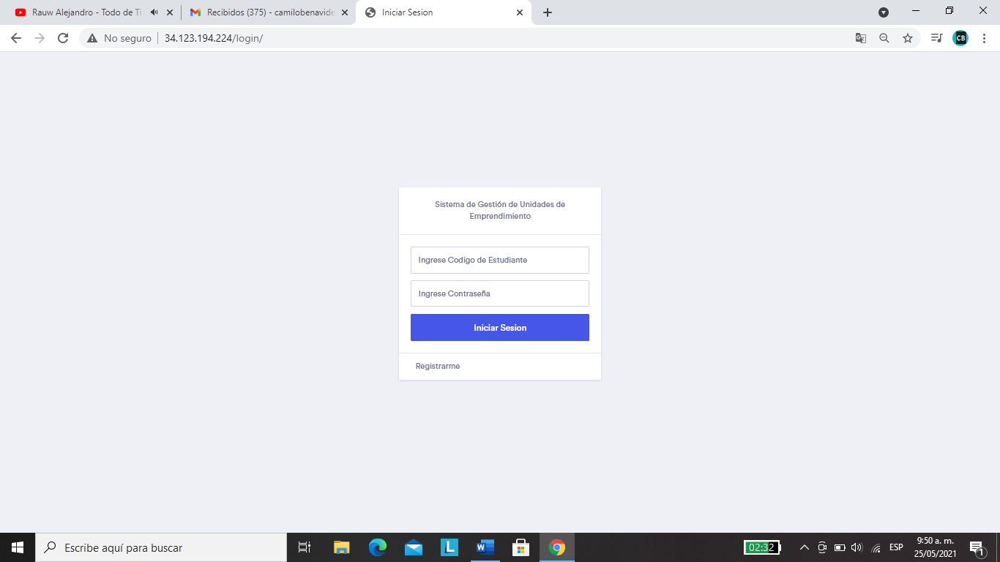 Rauw Alejandro - Todo de Ti
Recibidos (375) - camilobenavide
Iniciar Sesion
No seguro
34.123.194.224/login/
CB
Sistema de Gestión de Unidades de
Emprendimiento
Ingrese Codigo de Estudiante
Ingrese Contraseña
Iniciar Sesion
Registrarme
Escribe aquí para buscar
L
W
02:32
ESP
9:50 a. m.
25/05/2021
1